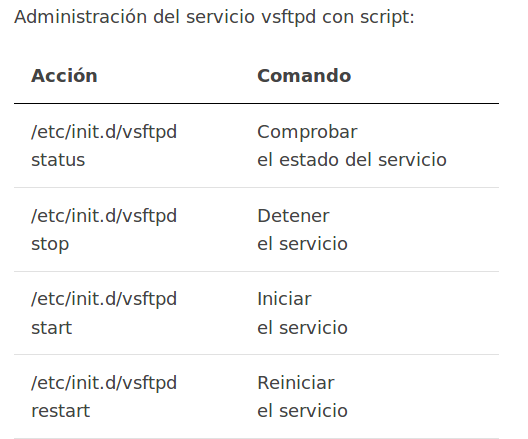 Administración del servicio vsftpd con script:
Acción Comando
/etc/init.d/vsftpd Comprobar
status el estado del servicio
/etc/init.d/vsftpd Detener
stop el servicio
/etc/init.d/vsftpd Iniciar
start el servicio
/etc/init.d/vsftpd Reiniciar
restart el servicio